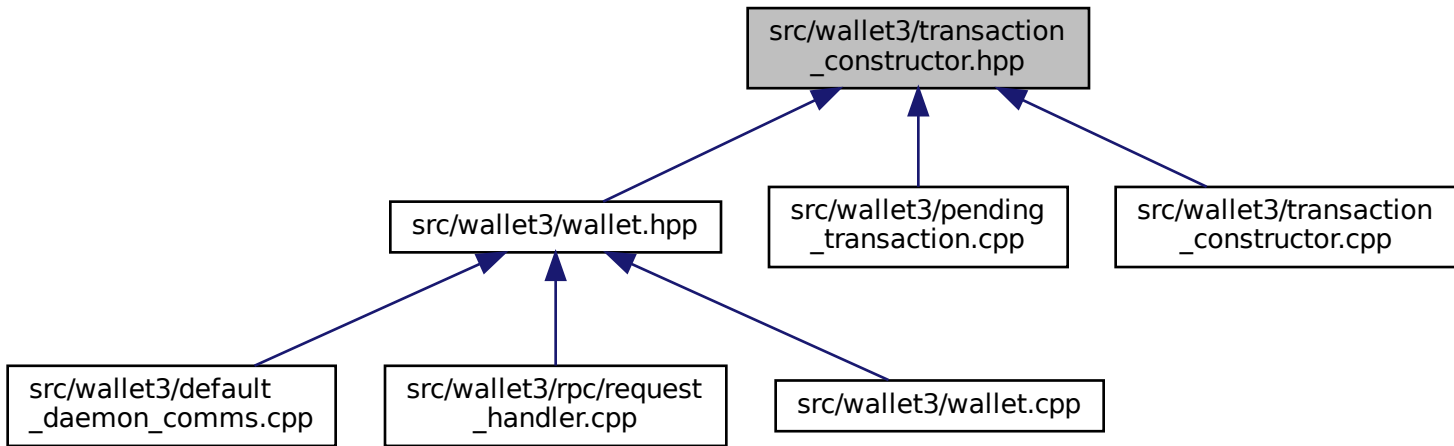 src/wallet3/transaction
_constructor.hpp
src/wallet3/wallet.hpp
src/wallet3/pending
_transaction.cpp
src/wallet3/transaction
_constructor.cpp
src/wallet3/default
_daemon_comms.cpp
src/wallet3/rpc/request
_handler.cpp
src/wallet3/wallet.cpp